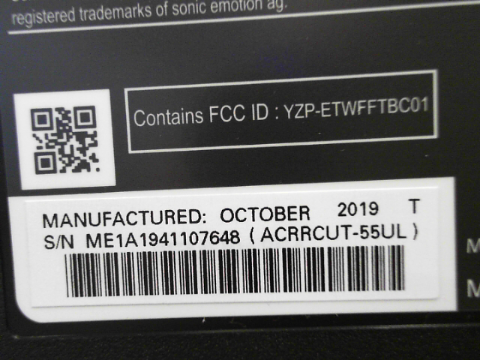 registered trademarks of sonic emotion ag.
Contains FCC ID : YZP-ETWFFTBC01
MANUFACTURED: OCTOBER 2019 T
S/N ME1A1941107648 ( ACRRCUT-55UL )